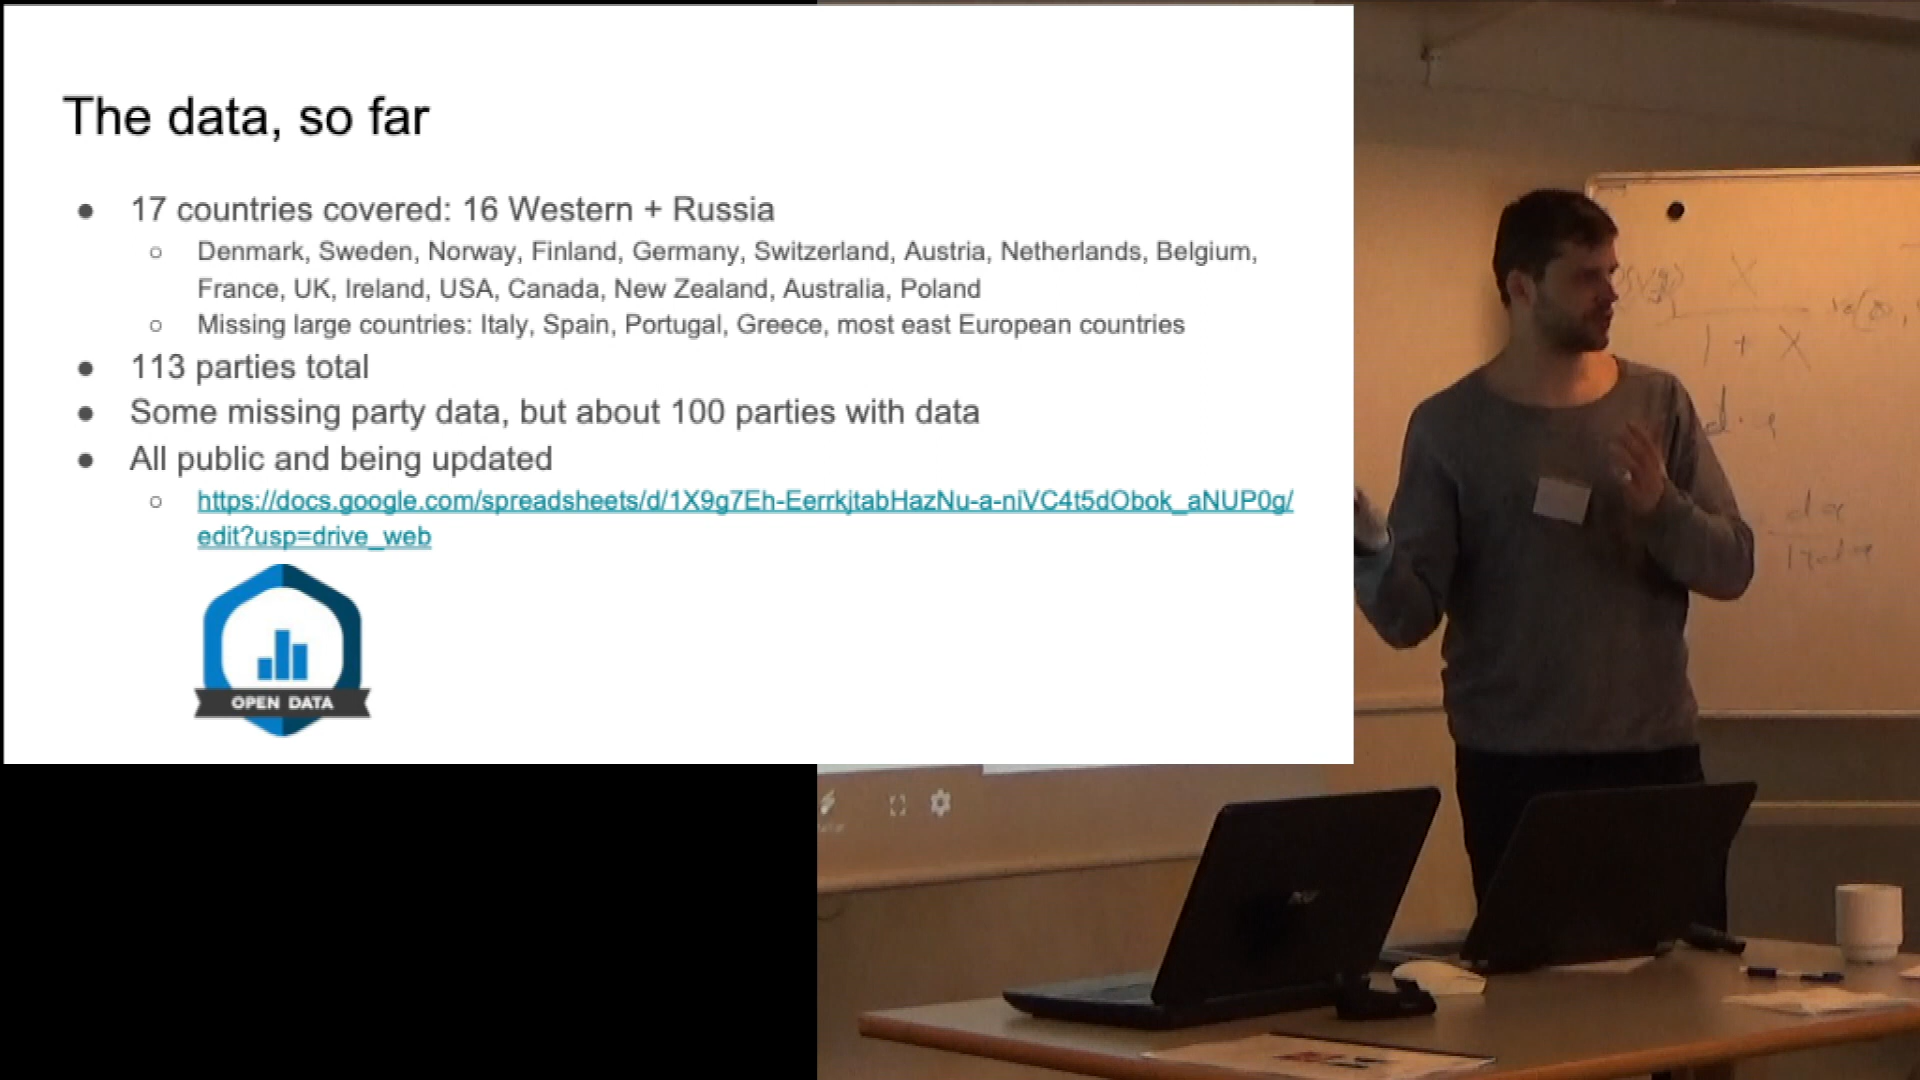 The data, so far
● 17 countries covered: 16 Western + Russia
○ Denmark, Sweden, Norway, Finland, Germany, Switzerland, Austria, Netherlands, Belgium,
France, UK, Ireland, USA, Canada, New Zealand, Australia, Poland
○ Missing large countries: Italy, Spain, Portugal, Greece, most east European countries
● 113 parties total
● Some missing party data, but about 100 parties with data
● All public and being updated
○ https://docs.google.com/spreadsheets/d/1X9g7Eh-EerrkjtabHazNu-a-niVC4t5dObok_aNUP0g/
edit?usp=drive_web
OPEN DATA
X
1 + X